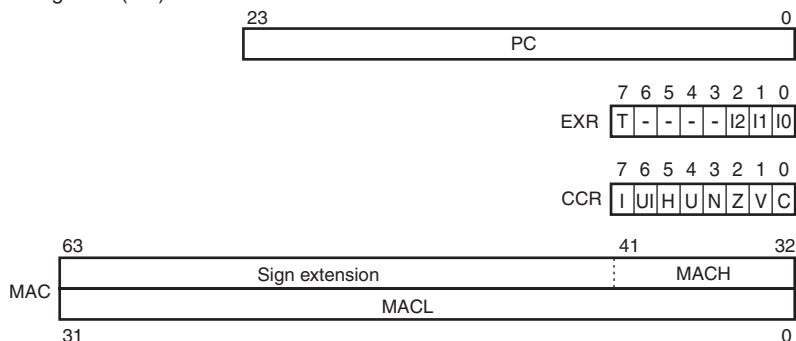 23 0
PC
7 6 5 4 3 2 1 0
EXR T - - - - I2 I1 I0
7 6 5 4 3 2 1 0
CCR I UI H U N Z V C
63 41 32
Sign extension MACH
MAC
MACL
31 0